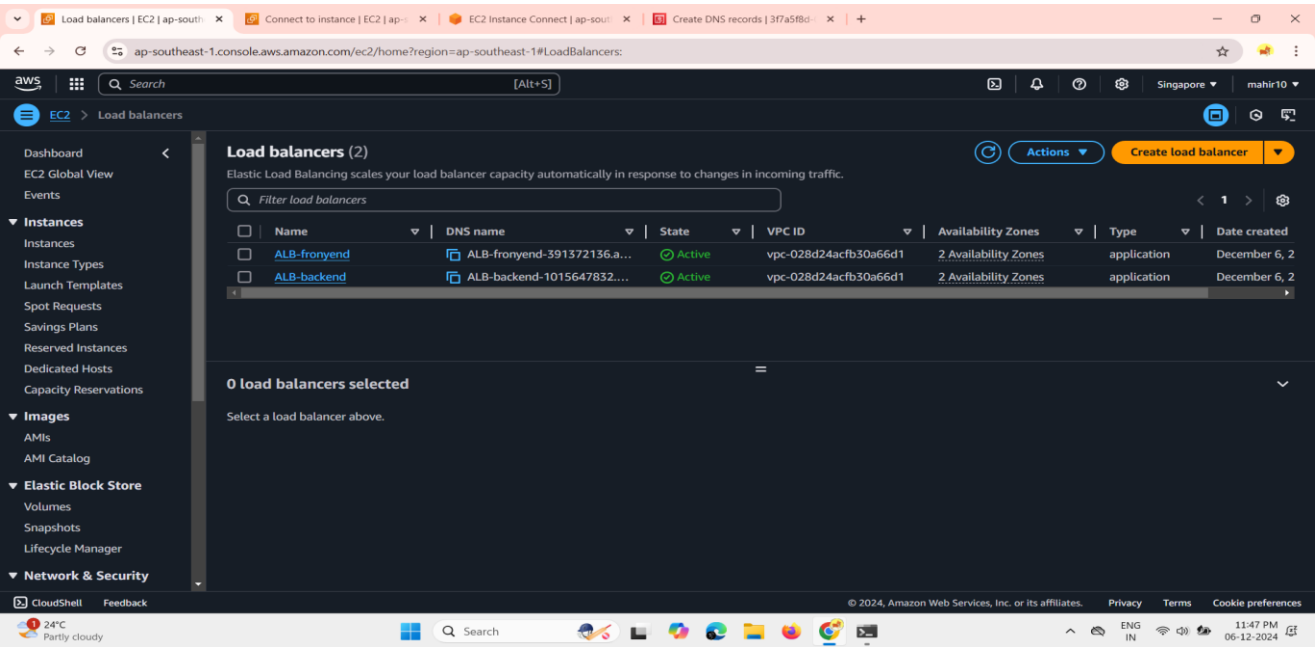 Load balancers | EC2 | ap-south
Connect to instance | EC2 | ap-s
EC2 Instance Connect | ap-sout
Create DNS records | 3f7a5f8d-
ap-southeast-1.console.aws.amazon.com/ec2/home?region=ap-southeast-1#LoadBalancers:
aws
Search [Alt+S]
Singapore
mahir10
EC2 > Load balancers
Dashboard
EC2 Global View
Events
Instances
Instances
Instance Types
Launch Templates
Spot Requests
Savings Plans
Reserved Instances
Dedicated Hosts
Capacity Reservations
Images
AMIs
AMI Catalog
Elastic Block Store
Volumes
Snapshots
Lifecycle Manager
Network & Security
Load balancers (2)
Actions
Create load balancer
Elastic Load Balancing scales your load balancer capacity automatically in response to changes in incoming traffic.
Filter load balancers
1
Name DNS name State VPC ID Availability Zones Type Date created
ALB-fronyend ALB-fronyend-391372136.a... Active vpc-028d24acfb30a66d1 2 Availability Zones application December 6, 2
ALB-backend ALB-backend-1015647832.... Active vpc-028d24acfb30a66d1 2 Availability Zones application December 6, 2
0 load balancers selected
Select a load balancer above.
CloudShell Feedback
© 2024, Amazon Web Services, Inc. or its affiliates. Privacy Terms Cookie preferences
1
24°C
Partly cloudy
Search
ENG
IN
11:47 PM
06-12-2024